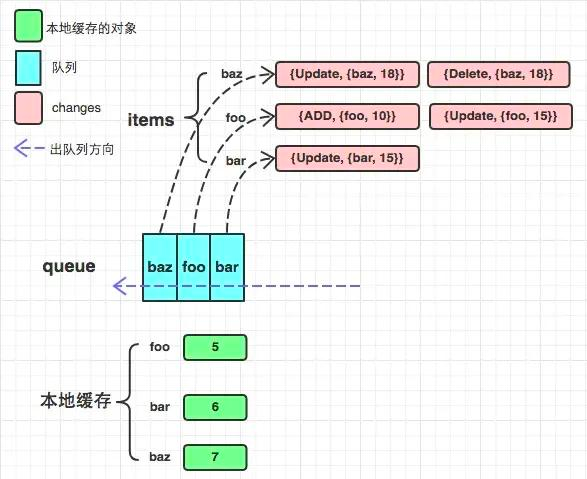 本地缓存的对象
队列
changes
出队列方向
items
baz {Update, {baz, 18}} {Delete, {baz, 18}}
foo {ADD, {foo, 10}} {Update, {foo, 15}}
bar {Update, {bar, 15}}
queue baz foo bar
foo 5
本地缓存
bar 6
baz 7